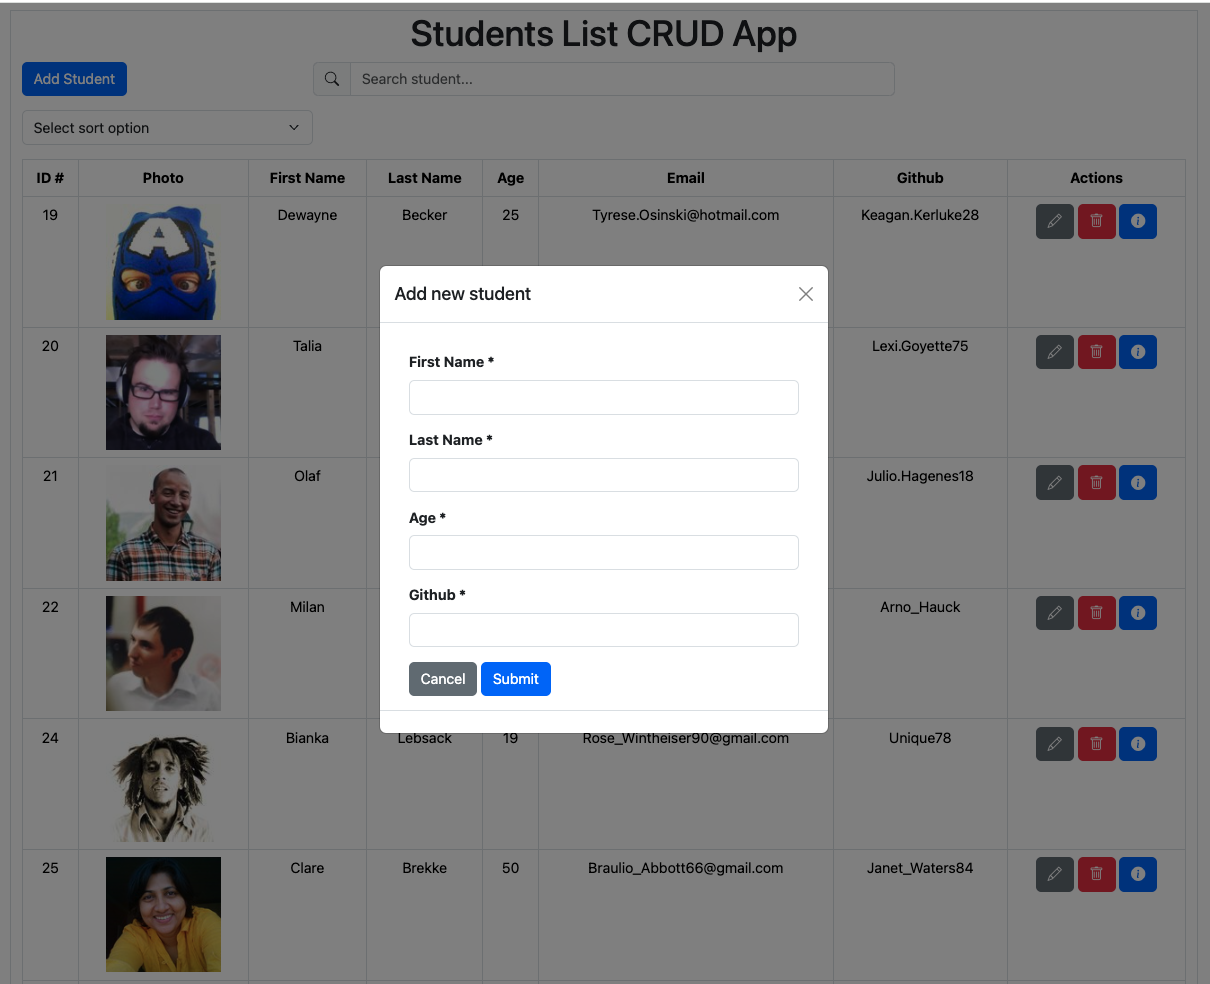 Students List CRUD App
Add Student
Search student...
Select sort option
ID # Photo First Name Last Name Age Email Github Actions
19 Dewayne Becker 25 Tyrese.Osinski@hotmail.com Keagan.Kerluke28
Add new student
20 Talia Lexi.Goyette75
First Name *
Last Name *
21 Olaf Julio.Hagenes18
Age *
Github *
22 Milan Arno_Hauck
Cancel Submit
24 Bianka Lebsack 19 Rose_Wintheiser90@gmail.com Unique78
25 Clare Brekke 50 Braulio_Abbott66@gmail.com Janet_Waters84